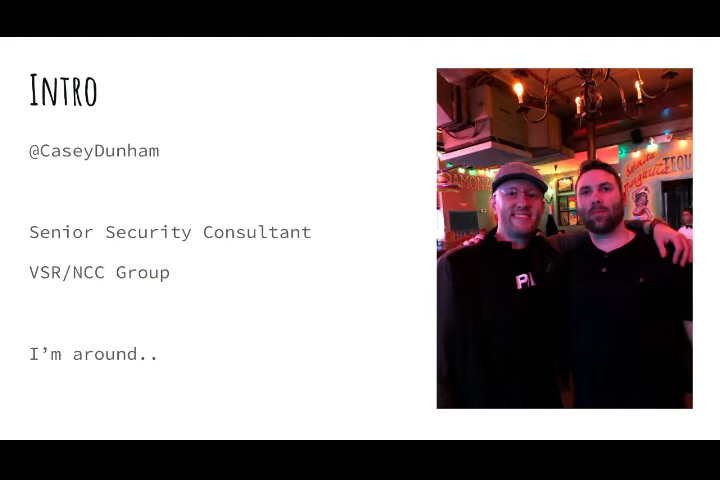 Intro
@CaseyDunham
Senior Security Consultant
VSR/NCC Group
I’m around..